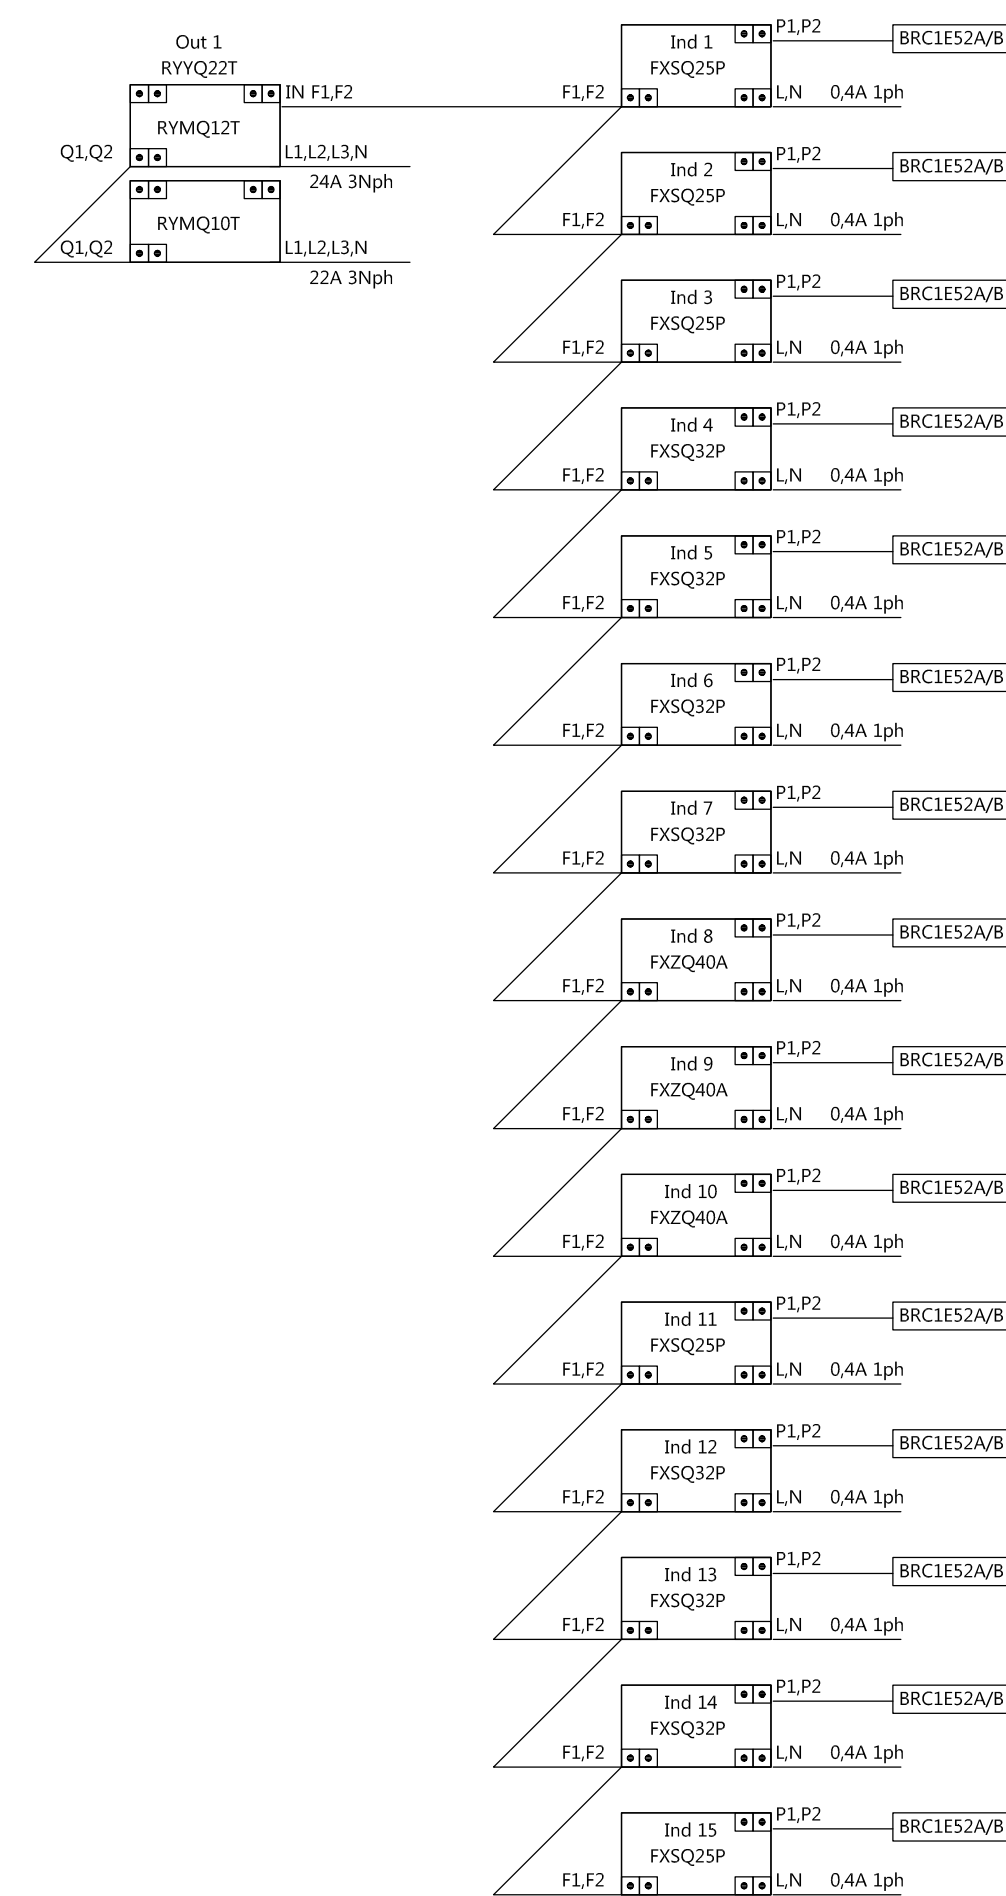 Out 1
RYYQ22T
IN F1,F2
RYMQ12T
Q1,Q2
L1,L2,L3,N
24A 3Nph
RYMQ10T
Q1,Q2
L1,L2,L3,N
22A 3Nph
Ind 1
FXSQ25P
P1,P2
BRC1E52A/B
F1,F2
L,N 0,4A 1ph
Ind 2
FXSQ25P
P1,P2
BRC1E52A/B
F1,F2
L,N 0,4A 1ph
Ind 3
FXSQ25P
P1,P2
BRC1E52A/B
F1,F2
L,N 0,4A 1ph
Ind 4
FXSQ32P
P1,P2
BRC1E52A/B
F1,F2
L,N 0,4A 1ph
Ind 5
FXSQ32P
P1,P2
BRC1E52A/B
F1,F2
L,N 0,4A 1ph
Ind 6
FXSQ32P
P1,P2
BRC1E52A/B
F1,F2
L,N 0,4A 1ph
Ind 7
FXSQ32P
P1,P2
BRC1E52A/B
F1,F2
L,N 0,4A 1ph
Ind 8
FXZQ40A
P1,P2
BRC1E52A/B
F1,F2
L,N 0,4A 1ph
Ind 9
FXZQ40A
P1,P2
BRC1E52A/B
F1,F2
L,N 0,4A 1ph
Ind 10
FXZQ40A
P1,P2
BRC1E52A/B
F1,F2
L,N 0,4A 1ph
Ind 11
FXSQ25P
P1,P2
BRC1E52A/B
F1,F2
L,N 0,4A 1ph
Ind 12
FXSQ32P
P1,P2
BRC1E52A/B
F1,F2
L,N 0,4A 1ph
Ind 13
FXSQ32P
P1,P2
BRC1E52A/B
F1,F2
L,N 0,4A 1ph
Ind 14
FXSQ32P
P1,P2
BRC1E52A/B
F1,F2
L,N 0,4A 1ph
Ind 15
FXSQ25P
P1,P2
BRC1E52A/B
F1,F2
L,N 0,4A 1ph